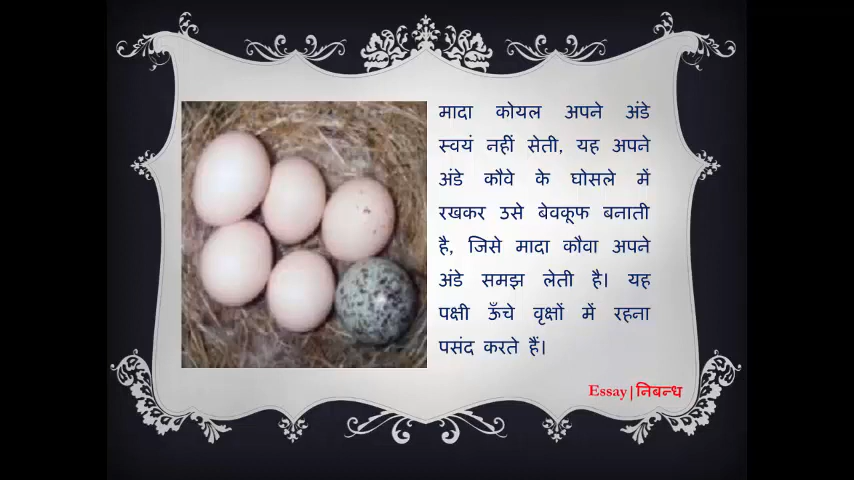 मादा कोयल अपने अंडे
स्वयं नहीं सेती, यह अपने
अंडे कौवे के घोसले में
रखकर उसे बेवकूफ बनाती
है, जिसे मादा कौवा अपने
अंडे समझ लेती है। यह
पक्षी ऊँचे वृक्षों में रहना
पसंद करते हैं।
Essay|निबन्ध